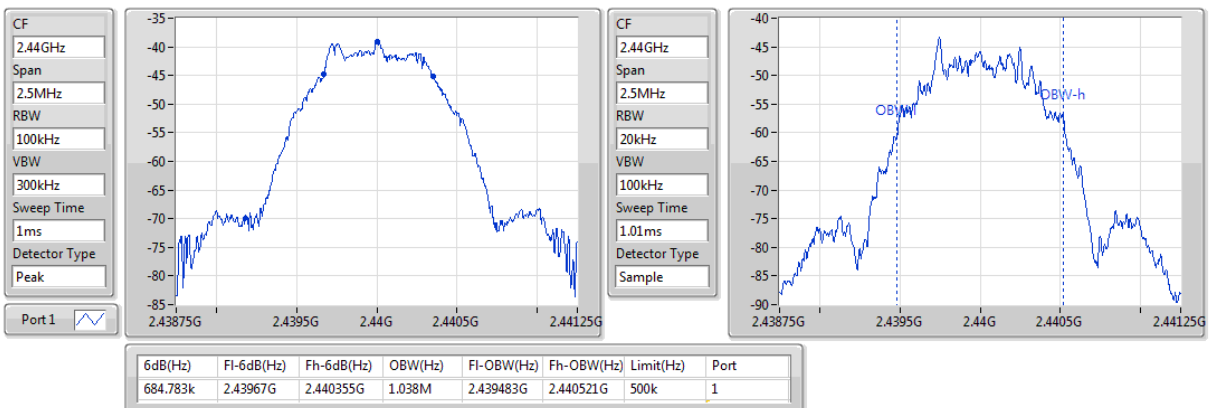 CF
2.44GHz
Span
2.5MHz
RBW
100kHz
VBW
300kHz
Sweep Time
1ms
Detector Type
Peak
Port 1
-35
-40
-45
-50
-55
-60
-65
-70
-75
-80
-85
2.43875G 2.4395G 2.44G 2.4405G 2.44125G
CF
2.44GHz
Span
2.5MHz
RBW
20kHz
VBW
100kHz
Sweep Time
1.01ms
Detector Type
Sample
-40
-45
-50
-55
-60
-65
-70
-75
-80
-85
-90
OBW-h
2.43875G 2.4395G 2.44G 2.4405G 2.44125G
6dB(Hz) Fl-6dB(Hz) Fh-6dB(Hz) OBW(Hz) Fl-OBW(Hz) Fh-OBW(Hz) Limit(Hz) Port
684.783k 2.43967G 2.440355G 1.038M 2.439483G 2.440521G 500k 1